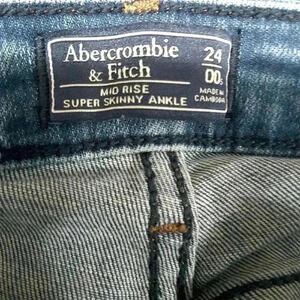 Abercrombie
& Fitch
MID RISE
SUPER SKINNY ANKLE
24
00S
MADE IN
CAMBODIA